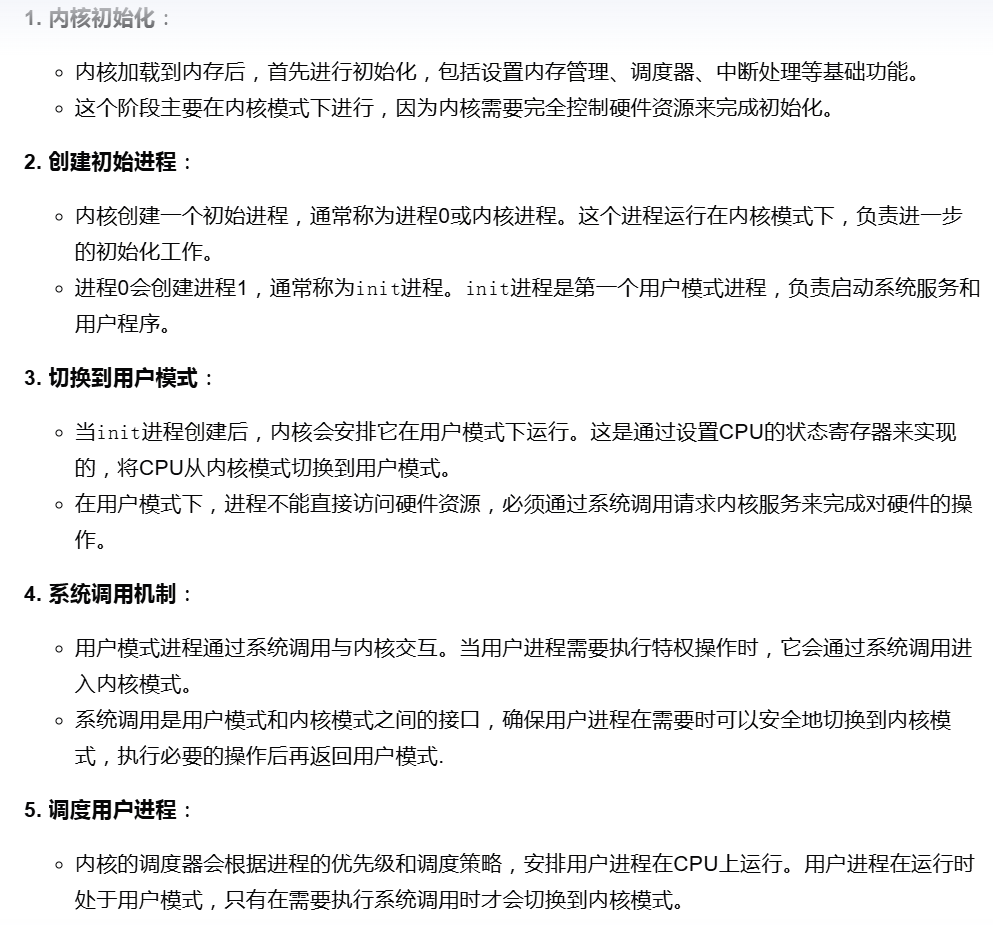 1. 内核初始化：
内核加载到内存后，首先进行初始化，包括设置内存管理、调度器、中断处理等基础功能。
这个阶段主要在内核模式下进行，因为内核需要完全控制硬件资源来完成初始化。
2. 创建初始进程：
内核创建一个初始进程，通常称为进程0或内核进程。这个进程运行在内核模式下，负责进一步
的初始化工作。
进程0会创建进程1，通常称为init进程。init进程是第一个用户模式进程，负责启动系统服务和
用户程序。
3. 切换到用户模式：
当init进程创建后，内核会安排它在用户模式下运行。这是通过设置CPU的状态寄存器来实现
的，将CPU从内核模式切换到用户模式。
在用户模式下，进程不能直接访问硬件资源，必须通过系统调用请求内核服务来完成对硬件的操
作。
4. 系统调用机制：
用户模式进程通过系统调用与内核交互。当用户进程需要执行特权操作时，它会通过系统调用进
入内核模式。
系统调用是用户模式和内核模式之间的接口，确保用户进程在需要时可以安全地切换到内核模
式，执行必要的操作后再返回用户模式.
5. 调度用户进程：
内核的调度器会根据进程的优先级和调度策略，安排用户进程在CPU上运行。用户进程在运行时
处于用户模式，只有在需要执行系统调用时才会切换到内核模式。